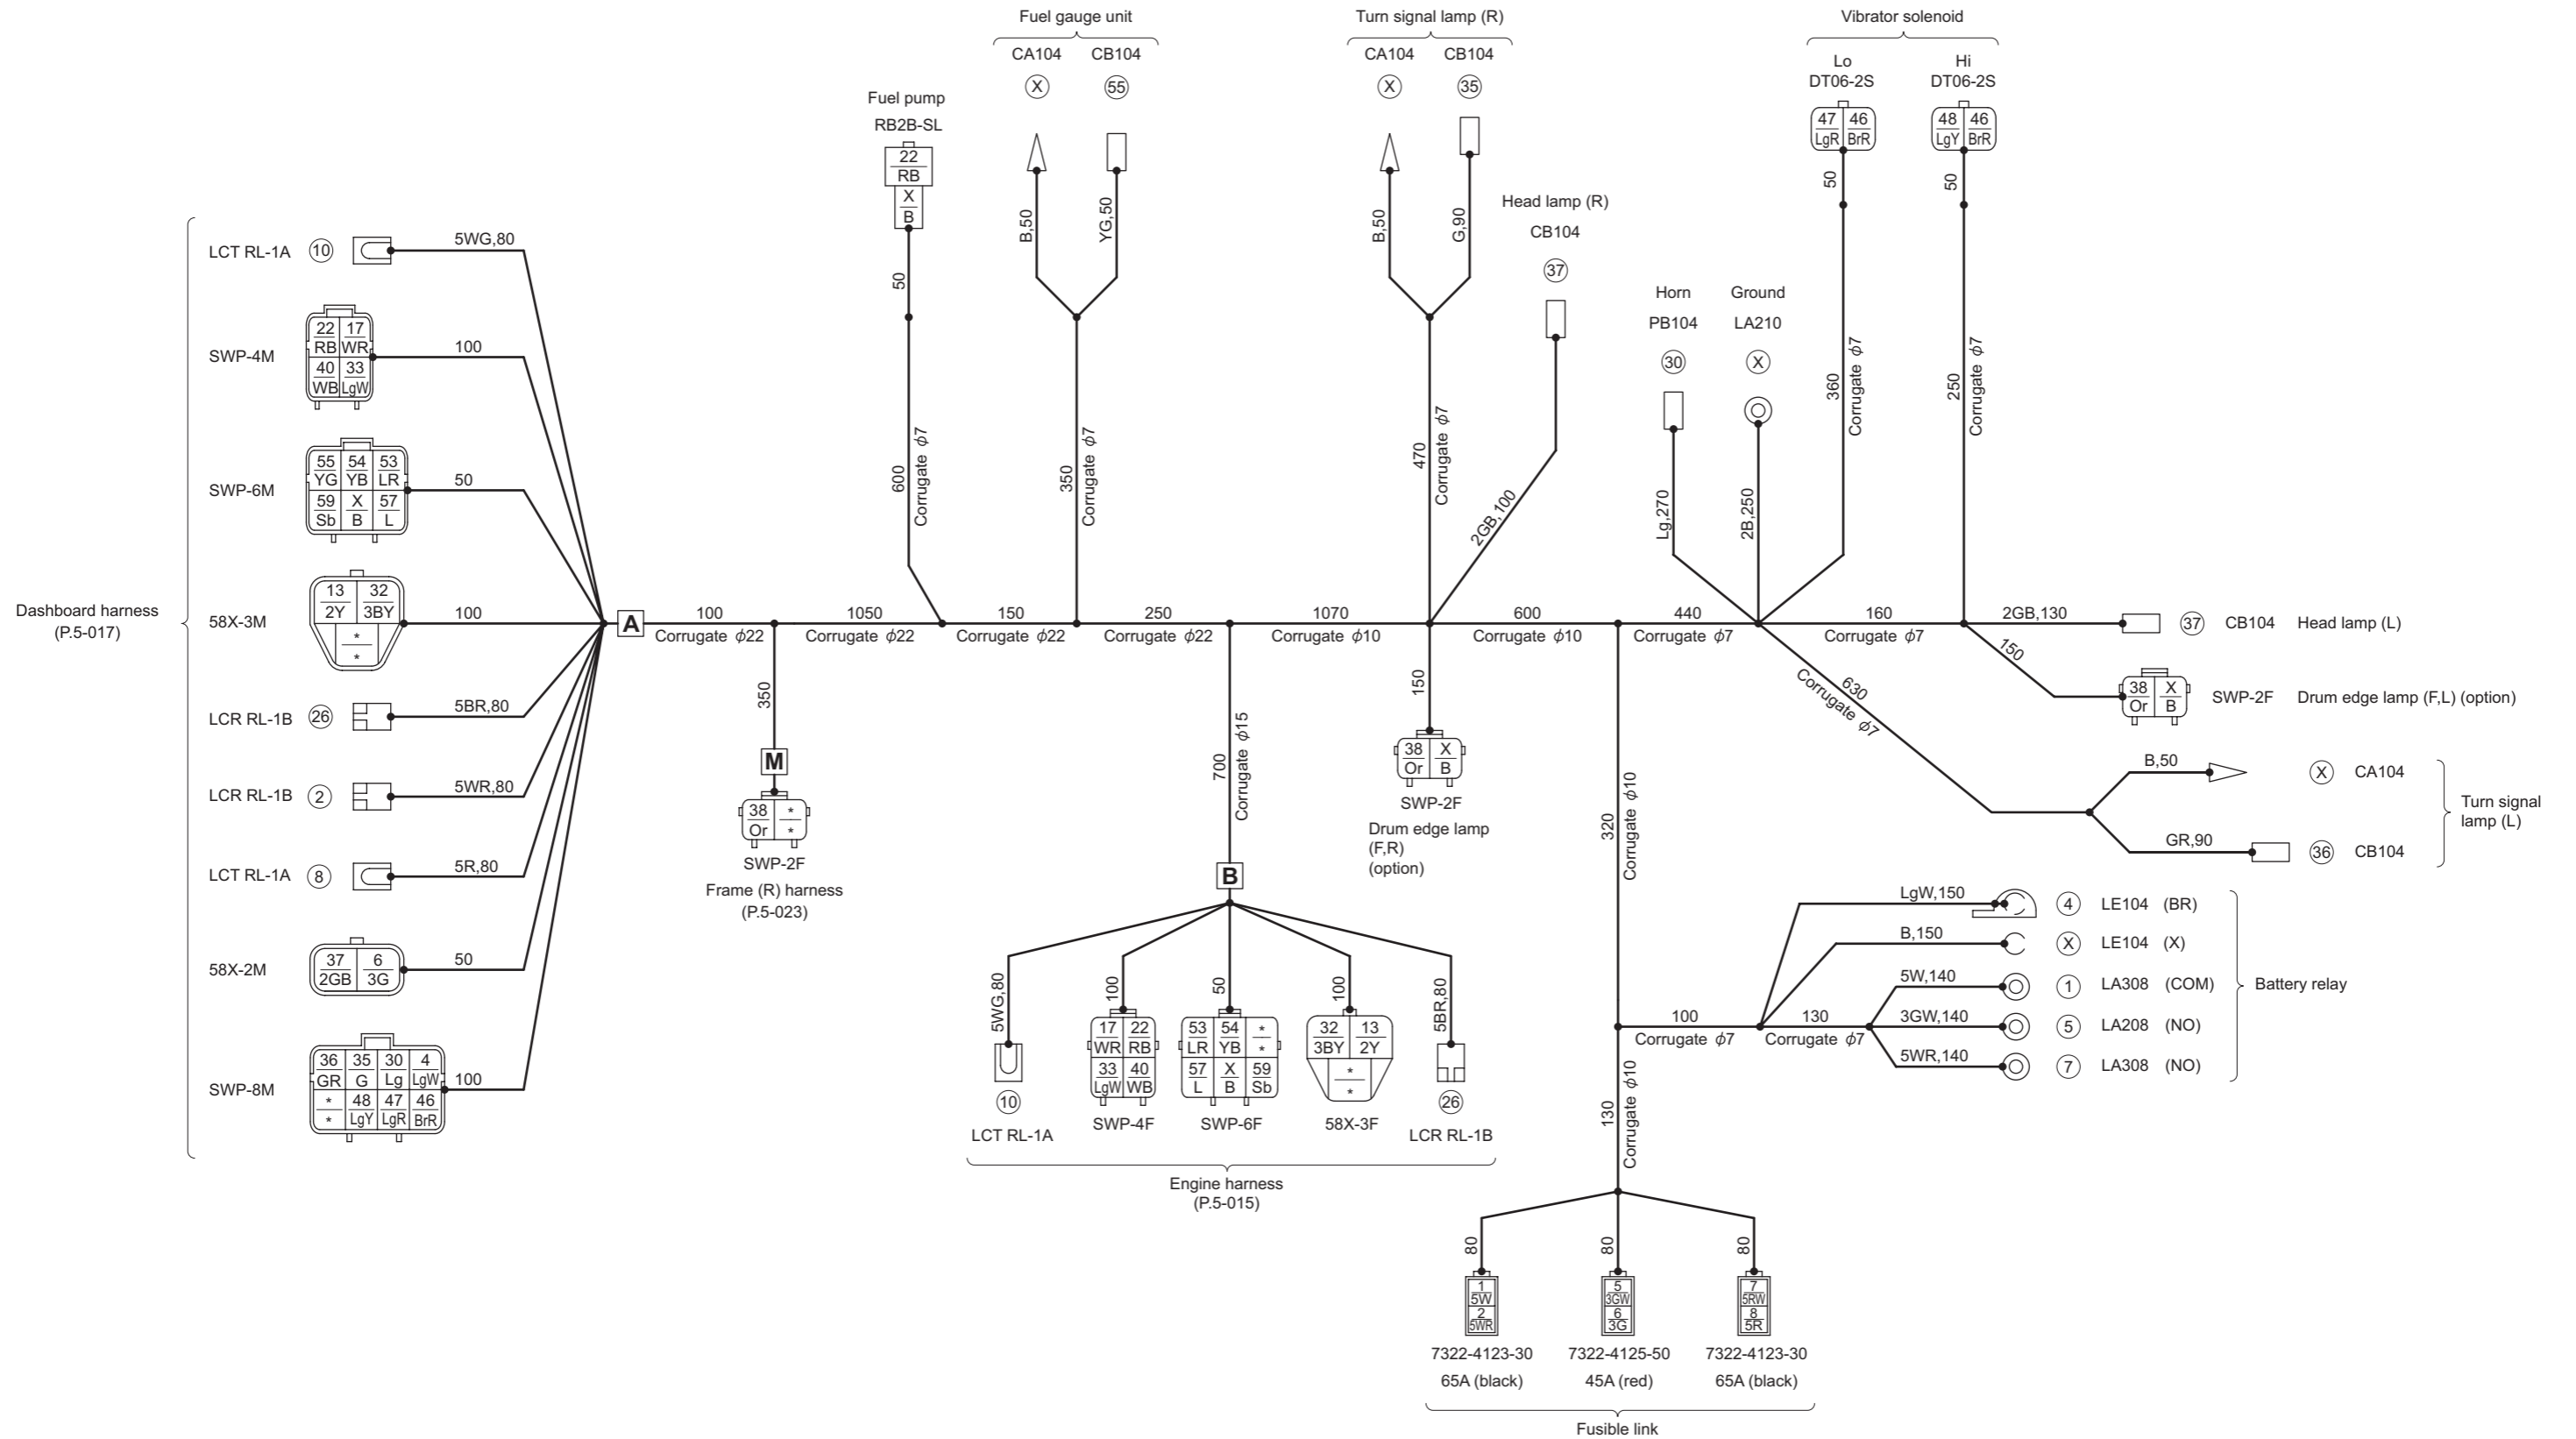 Fuel gauge unit
CA104 CB104
X 55
B,50
YG,50
350
Corrugate φ7
Turn signal lamp (R)
CA104 CB104
X 35
B,50
G,90
470
Corrugate φ7
Vibrator solenoid
Lo
DT06-2S
47 46
LgR BrR
50
360
Corrugate φ7
Hi
DT06-2S
48 46
LgY BrR
50
250
Corrugate φ7
Fuel pump
RB2B-SL
22
RB
X
B
50
600
Corrugate φ7
Head lamp (R)
CB104
37
2GB,100
Horn
PB104
30
Lg,270
Ground
LA210
X
2B,250
Dashboard harness
(P.5-017)
LCT RL-1A 10 5WG,80
SWP-4M
22 17
RB WR
40 33
WB LgW
100
SWP-6M
55 54 53
YG YB LR
59 X 57
Sb B L
50
58X-3M
13 32
2Y 3BY
*
*
100
LCR RL-1B 26 5BR,80
LCR RL-1B 2 5WR,80
LCT RL-1A 8 5R,80
58X-2M
37 6
2GB 3G
50
SWP-8M
36 35 30 4
GR G Lg LgW
* 48 47 46
* LgY LgR BrR
100
A
100
Corrugate φ22
1050
Corrugate φ22
150
Corrugate φ22
250
Corrugate φ22
1070
Corrugate φ10
600
Corrugate φ10
440
Corrugate φ7
160
Corrugate φ7
2GB,130
37 CB104 Head lamp (L)
150
38 X
Or B
SWP-2F Drum edge lamp (F,L) (option)
630
Corrugate φ7
B,50
X CA104
GR,90
36 CB104
Turn signal
lamp (L)
350
M
38 *
Or *
SWP-2F
Frame (R) harness
(P.5-023)
700
Corrugate φ15
B
5WG,80
10
LCT RL-1A
100
17 22
WR RB
33 40
LgW WB
SWP-4F
50
53 54 *
LR YB *
57 X 59
L B Sb
SWP-6F
100
32 13
3BY 2Y
*
*
58X-3F
5BR,80
26
LCR RL-1B
Engine harness
(P.5-015)
150
38 X
Or B
SWP-2F
Drum edge lamp
(F,R)
(option)
320
Corrugate φ10
100
Corrugate φ7
130
Corrugate φ7
LgW,150 4 LE104 (BR)
B,150 X LE104 (X)
5W,140 1 LA308 (COM)
3GW,140 5 LA208 (NO)
5WR,140 7 LA308 (NO)
Battery relay
130
Corrugate φ10
80
1
5W
2
5WR
7322-4123-30
65A (black)
80
5
3GW
6
3G
7322-4125-50
45A (red)
80
7
5RW
8
5R
7322-4123-30
65A (black)
Fusible link